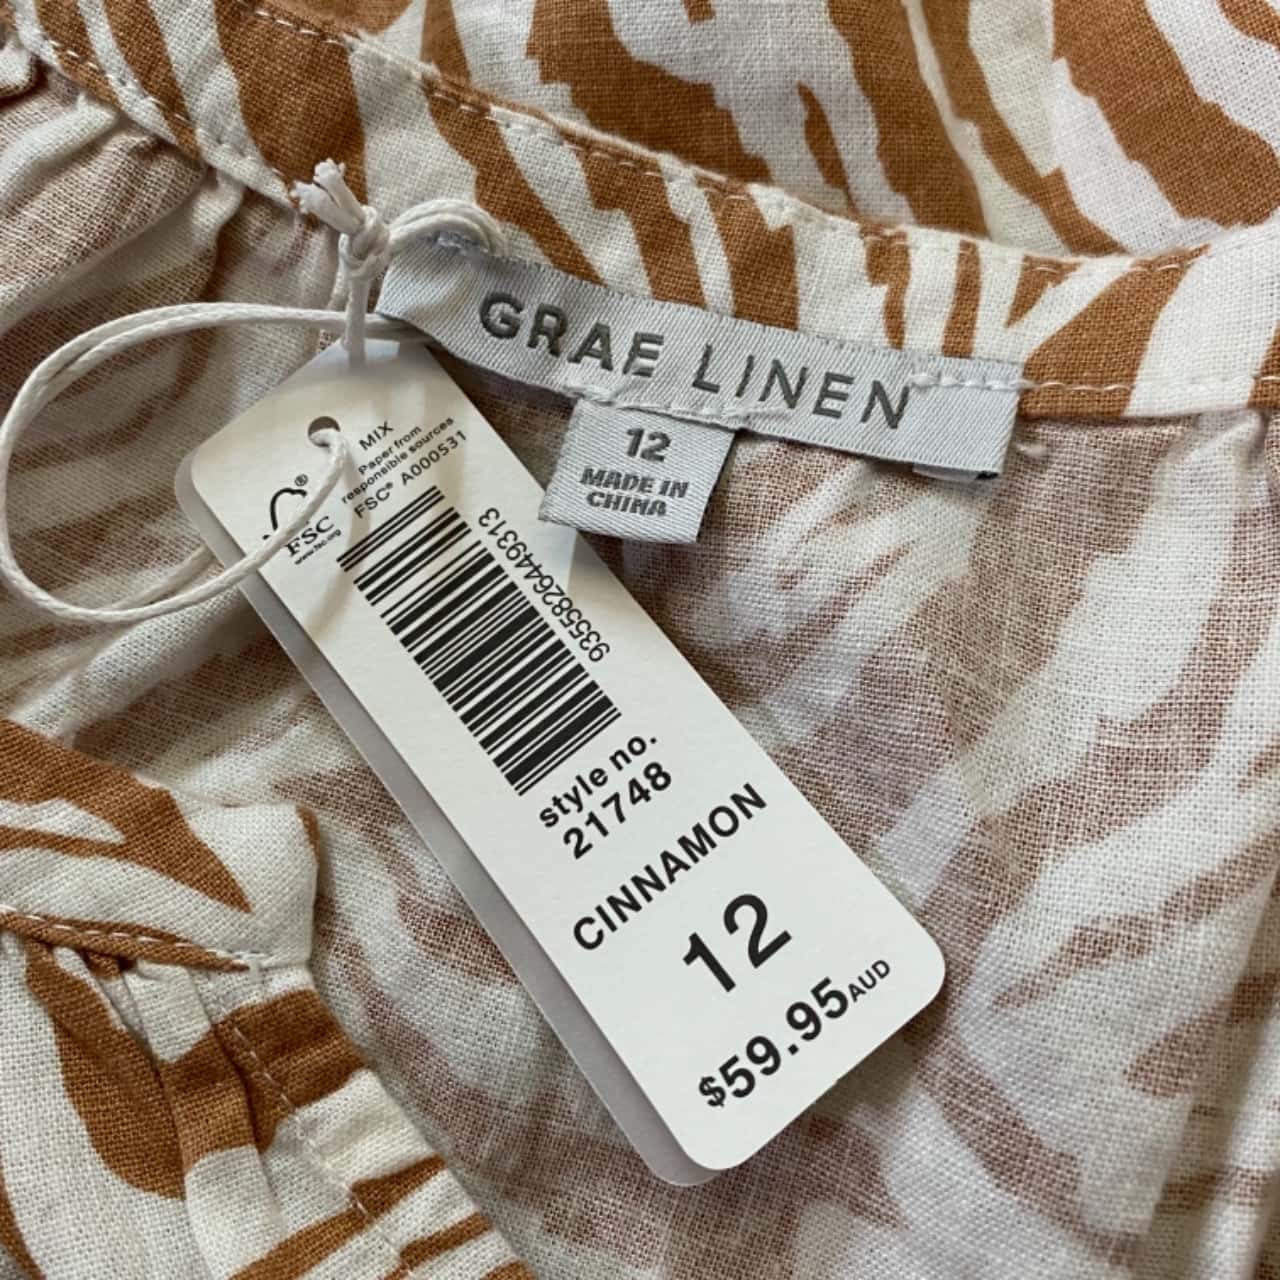 GRAE LINEN
12
MADE IN
CHINA
MIX
Paper from
responsible sources
FSC® A000531
®
FSC
www.fsc.org
9355826449313
style no.
21748
CINNAMON
12
$59.95AUD